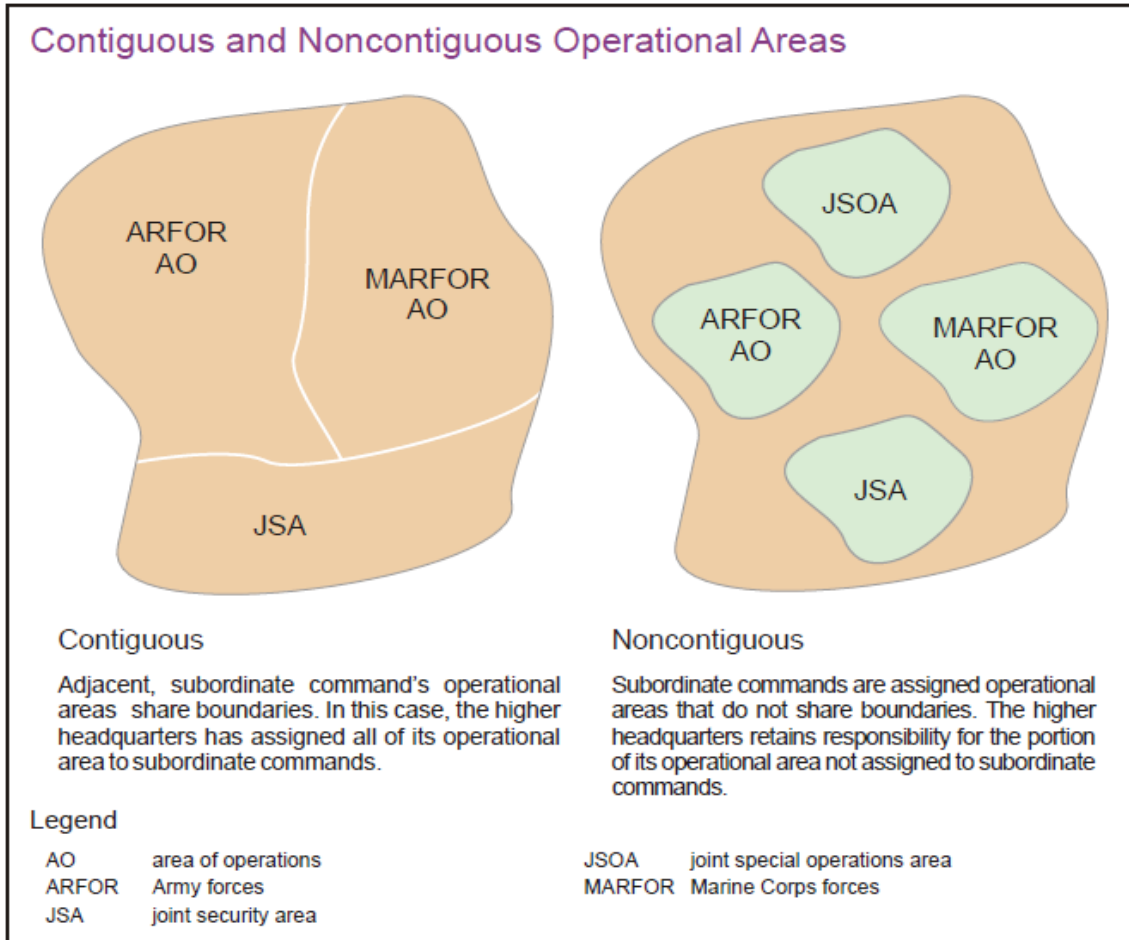 Contiguous and Noncontiguous Operational Areas
ARFOR
AO
MARFOR
AO
JSA
JSOA
ARFOR
AO
MARFOR
AO
JSA
Contiguous
Adjacent, subordinate command's operational
areas share boundaries. In this case, the higher
headquarters has assigned all of its operational
area to subordinate commands.
Noncontiguous
Subordinate commands are assigned operational
areas that do not share boundaries. The higher
headquarters retains responsibility for the portion
of its operational area not assigned to subordinate
commands.
Legend
AO area of operations
ARFOR Army forces
JSA joint security area
JSOA joint special operations area
MARFOR Marine Corps forces